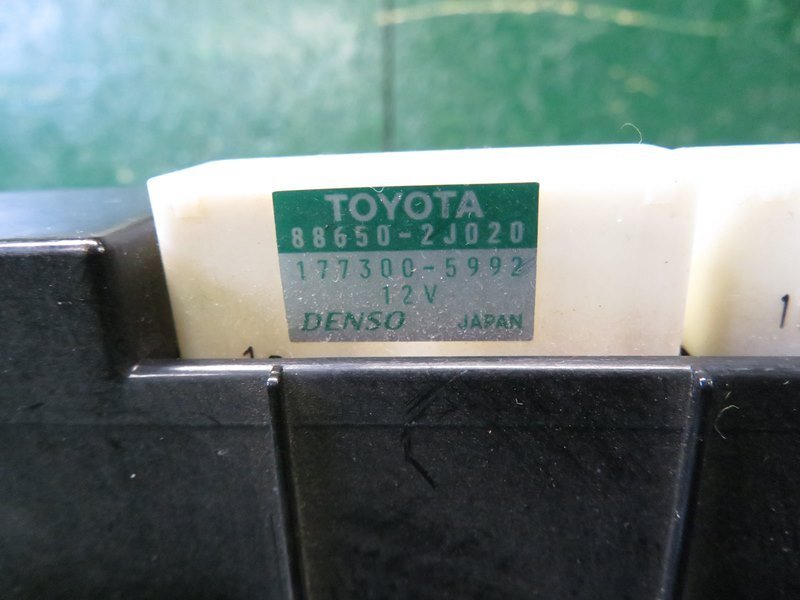 TOYOTA
88650-2J020
177300-5992
12V
DENSO JAPAN